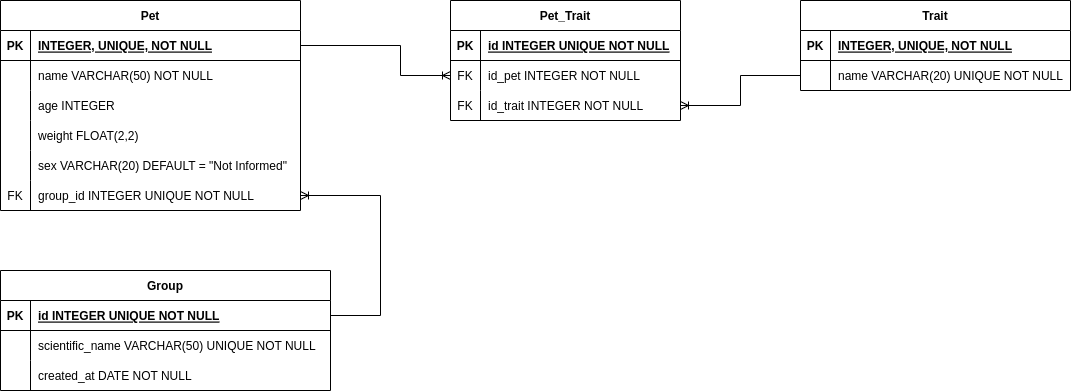 Pet
PK INTEGER, UNIQUE, NOT NULL
name VARCHAR(50) NOT NULL
age INTEGER
weight FLOAT(2,2)
sex VARCHAR(20) DEFAULT = "Not Informed"
FK group_id INTEGER UNIQUE NOT NULL
Pet_Trait
PK id INTEGER UNIQUE NOT NULL
FK id_pet INTEGER NOT NULL
FK id_trait INTEGER NOT NULL
Trait
PK INTEGER, UNIQUE, NOT NULL
name VARCHAR(20) UNIQUE NOT NULL
Group
PK id INTEGER UNIQUE NOT NULL
scientific_name VARCHAR(50) UNIQUE NOT NULL
created_at DATE NOT NULL